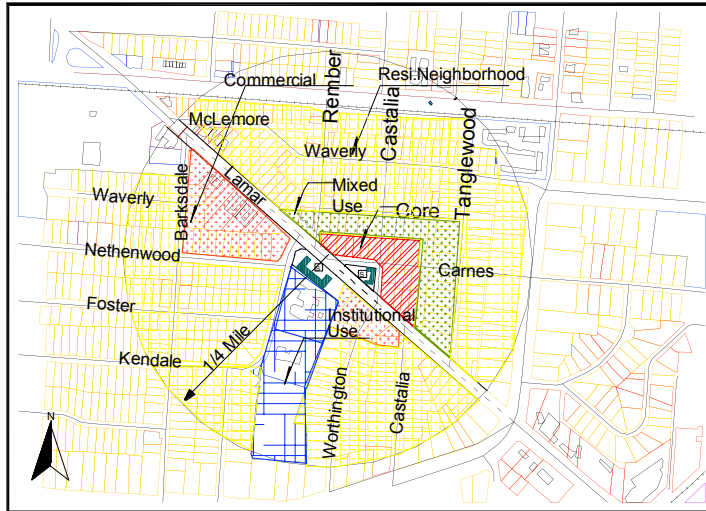 Rember
Commercial
Resi.Neighborhood
Castalia
McLemore
Waverly
Tanglewood
Barksdale
Lamar
Waverly
Mixed
Use
Core
Nethenwood
Carnes
S
S
Foster
Institutional
Use
1/4 Mile
Kendale
Worthington
Castalia
N